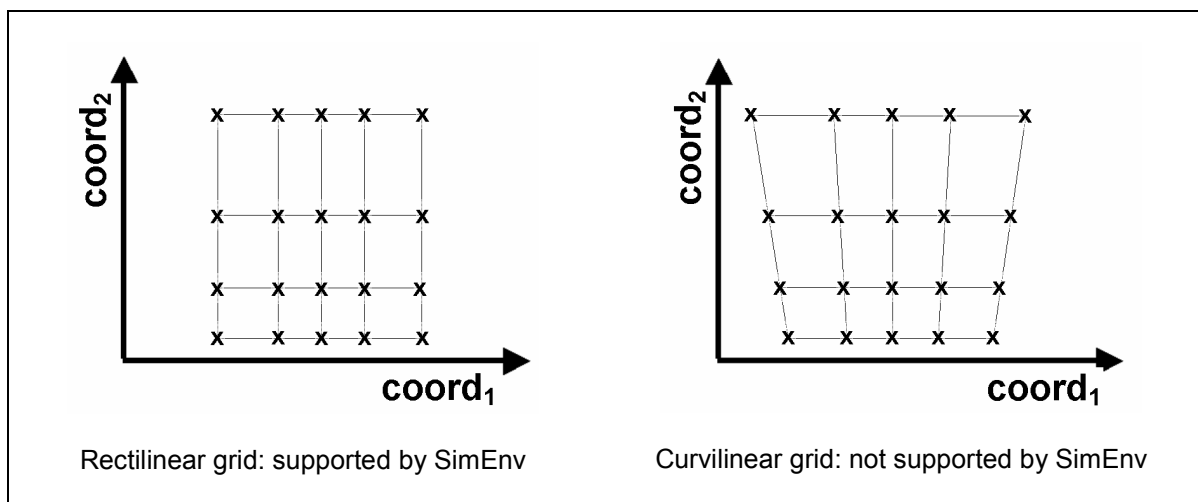 coord₂
coord₁
Rectilinear grid: supported by SimEnv
coord₂
coord₁
Curvilinear grid: not supported by SimEnv